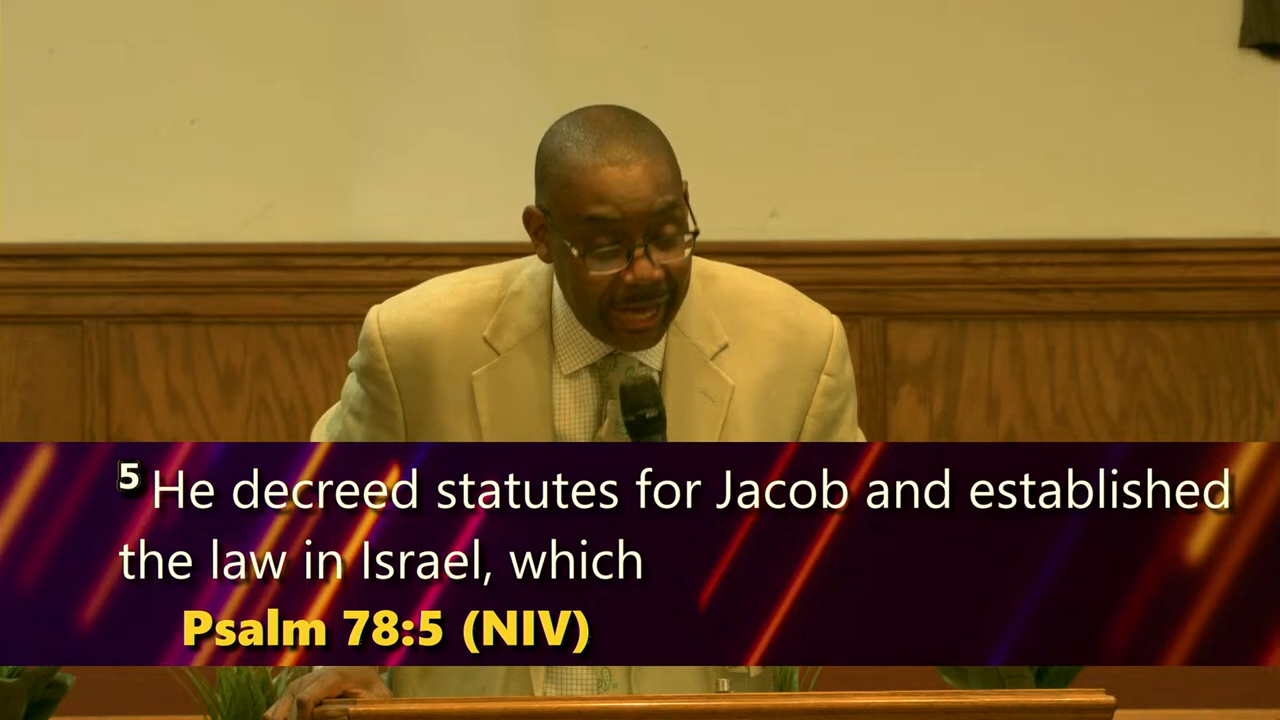 5 He decreed statutes for Jacob and established
the law in Israel, which
Psalm 78:5 (NIV)